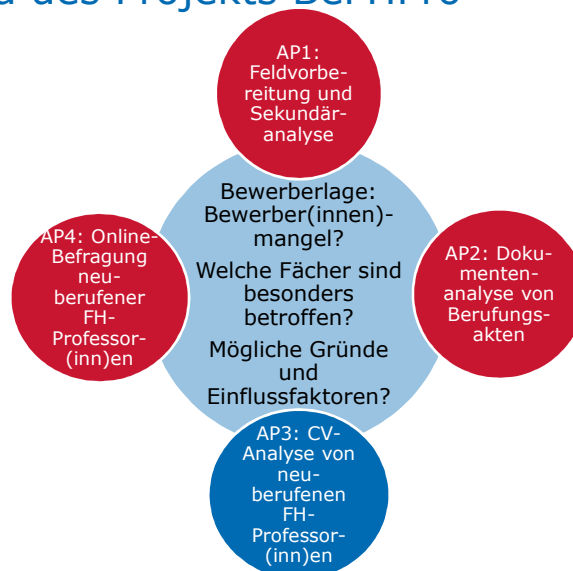 des Projekts
AP1:
Feldvorbe-
reitung und
Sekundär-
analyse
Bewerberlage:
Bewerber(innen)-
mangel?
Welche Fächer sind
besonders
betroffen?
Mögliche Gründe
und
Einflussfaktoren?
AP2: Doku-
menten-
analyse von
Berufungs-
akten
AP3: CV-
Analyse von
neu-
berufenen
FH-
Professor-
(inn)en
AP4: Online-
Befragung
neu-
berufener
FH-
Professor-
(inn)en